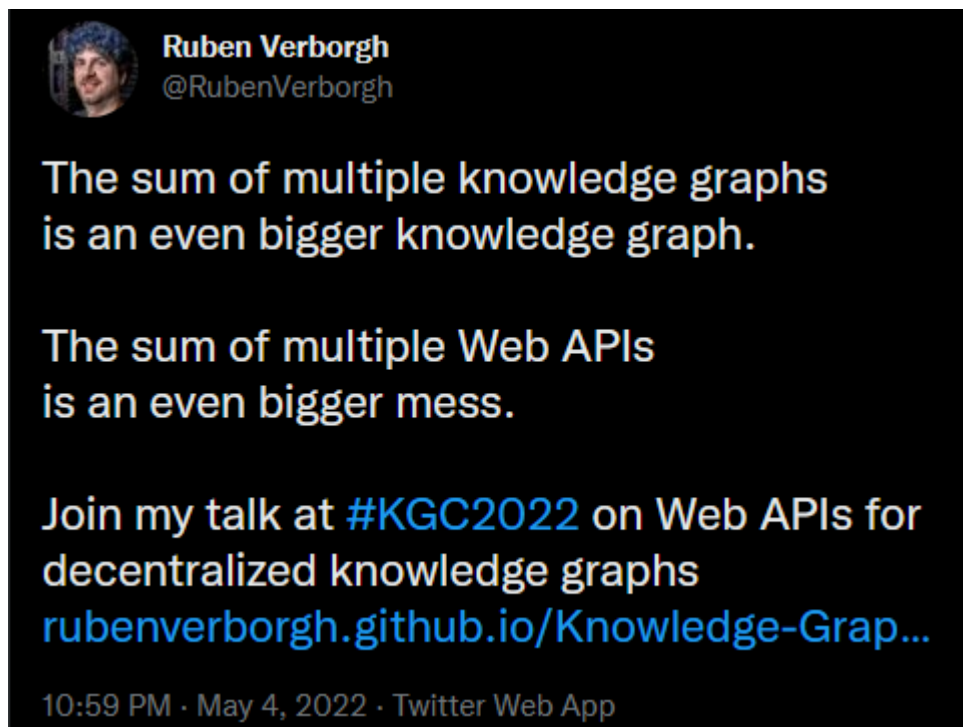 Ruben Verborgh
@RubenVerborgh
The sum of multiple knowledge graphs
is an even bigger knowledge graph.
The sum of multiple Web APIs
is an even bigger mess.
Join my talk at #KGC2022 on Web APIs for
decentralized knowledge graphs
rubenverborgh.github.io/Knowledge-Grap...
10:59 PM · May 4, 2022 · Twitter Web App